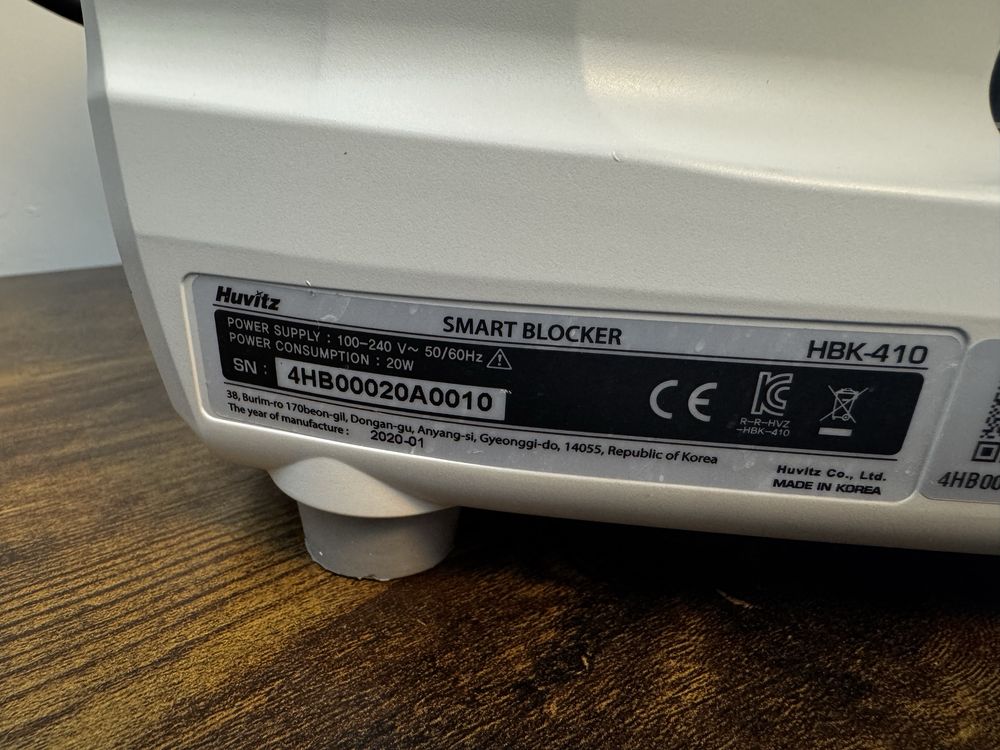 Huvitz
SMART BLOCKER
HBK-410
POWER SUPPLY : 100-240 V~ 50/60Hz
POWER CONSUMPTION : 20W
SN : 4HB00020A0010
CE
R-R-HVZ
-HBK-410
38, Burim-ro 170beon-gil, Dongan-gu, Anyang-si, Gyeonggi-do, 14055, Republic of Korea
The year of manufacture : 2020-01
Huvitz Co., Ltd.
MADE IN KOREA
4HB00